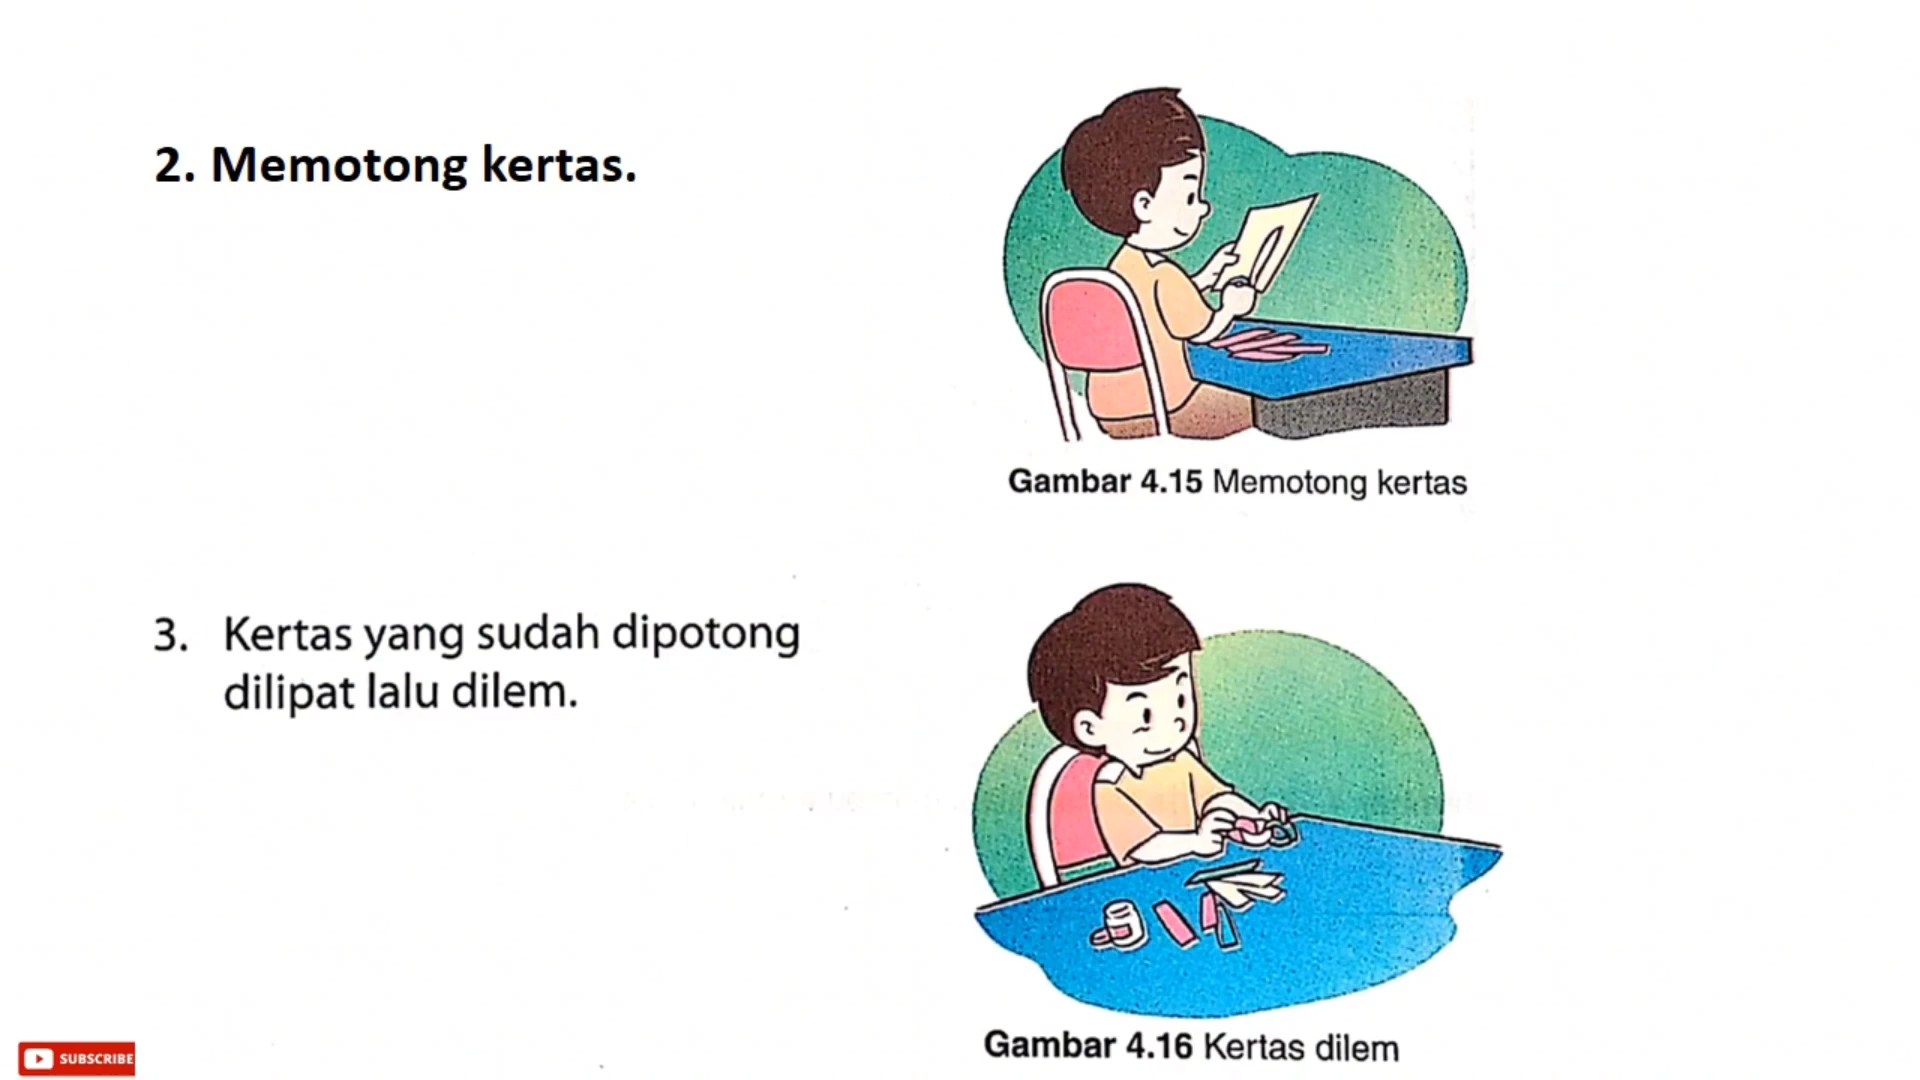 2. Memotong kertas.
Gambar 4.15 Memotong kertas
3. Kertas yang sudah dipotong
dilipat lalu dilem.
Gambar 4.16 Kertas dilem
SUBSCRIBE